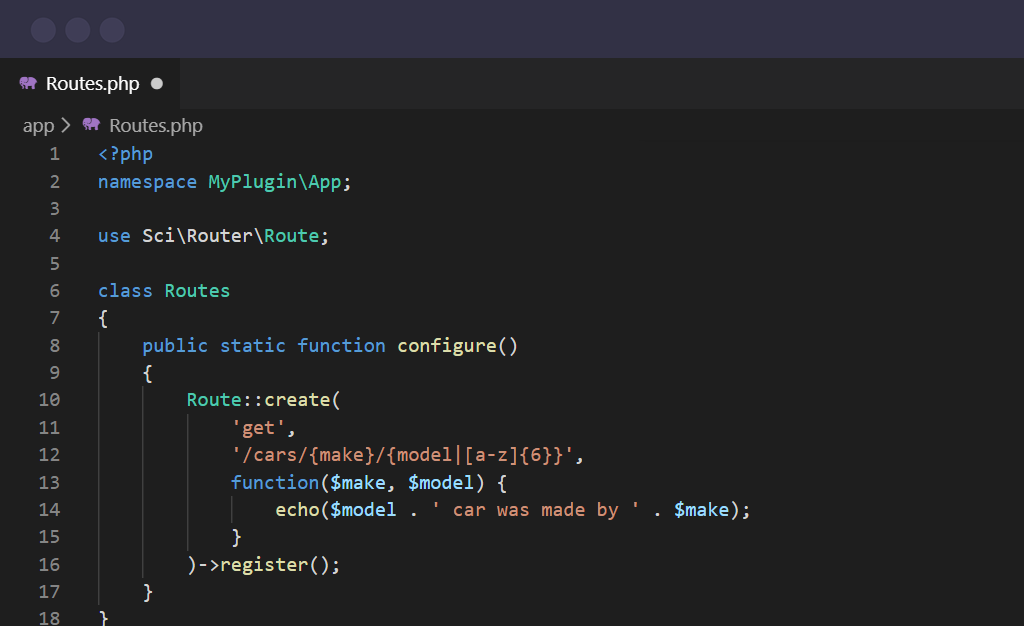 Routes.php
app > Routes.php
1 <?php
2 namespace MyPlugin\App;
3
4 use Sci\Router\Route;
5
6 class Routes
7 {
8     public static function configure()
9     {
10         Route::create(
11             'get',
12             '/cars/{make}/{model|[a-z]{6}}',
13             function($make, $model) {
14                 echo($model . ' car was made by ' . $make);
15             }
16         )->register();
17     }
18 }